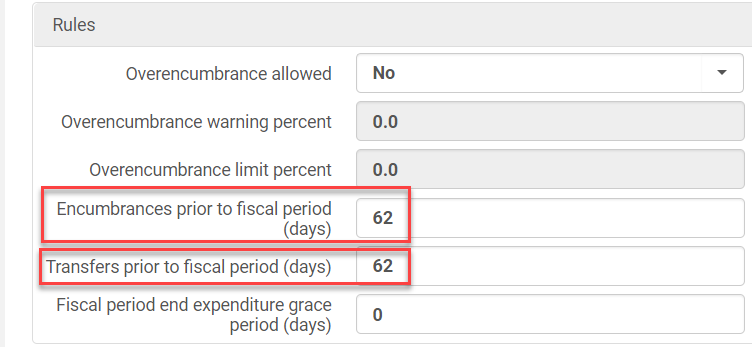 Rules
Overencumbrance allowed No
Overencumbrance warning percent 0.0
Overencumbrance limit percent 0.0
Encumbrances prior to fiscal period
(days) 62
Transfers prior to fiscal period (days) 62
Fiscal period end expenditure grace
period (days) 0